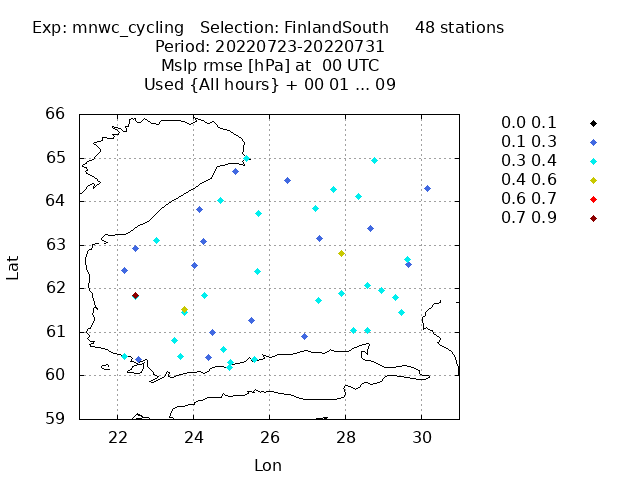 Exp: mnwc_cycling   Selection: FinlandSouth     48 stations
Period: 20220723-20220731
Mslp rmse [hPa] at  00 UTC
Used {All hours} + 00 01 ... 09
66
65
64
63
62
61
60
59
22 24 26 28 30
Lat
Lon
0.0 0.1
0.1 0.3
0.3 0.4
0.4 0.6
0.6 0.7
0.7 0.9